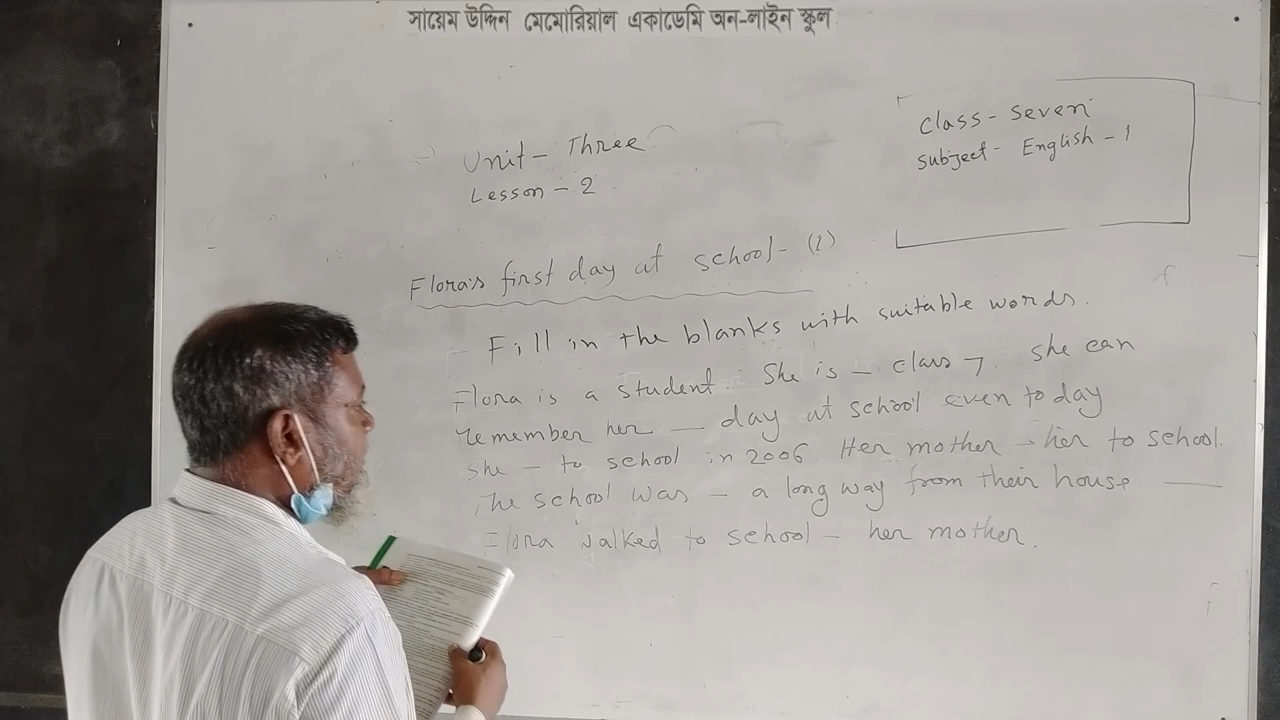 সায়েম উদ্দিন মেমোরিয়াল একাডেমি অন-লাইন স্কুল
Class - Seven
Subject - English - 1
Unit - Three
Lesson - 2
Flora's first day at school - (1)
Fill in the blanks with suitable words.
Flora is a student. She is — class 7. She can
remember her — day at school even today
She — to school in 2006. Her mother — her to school.
The school was — a long way from their house. —
Flora walked to school — her mother.